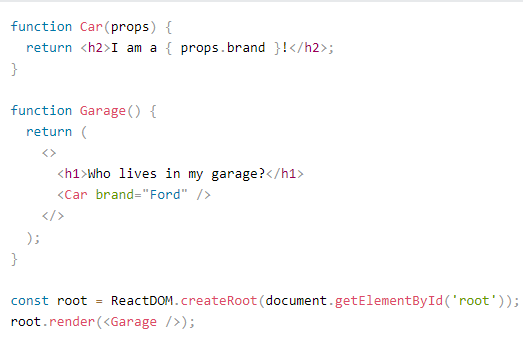 function Car(props) {
  return <h2>I am a { props.brand }!</h2>;
}

function Garage() {
  return (
    <>
      <h1>Who lives in my garage?</h1>
      <Car brand="Ford" />
    </>
  );
}

const root = ReactDOM.createRoot(document.getElementById('root'));
root.render(<Garage />);